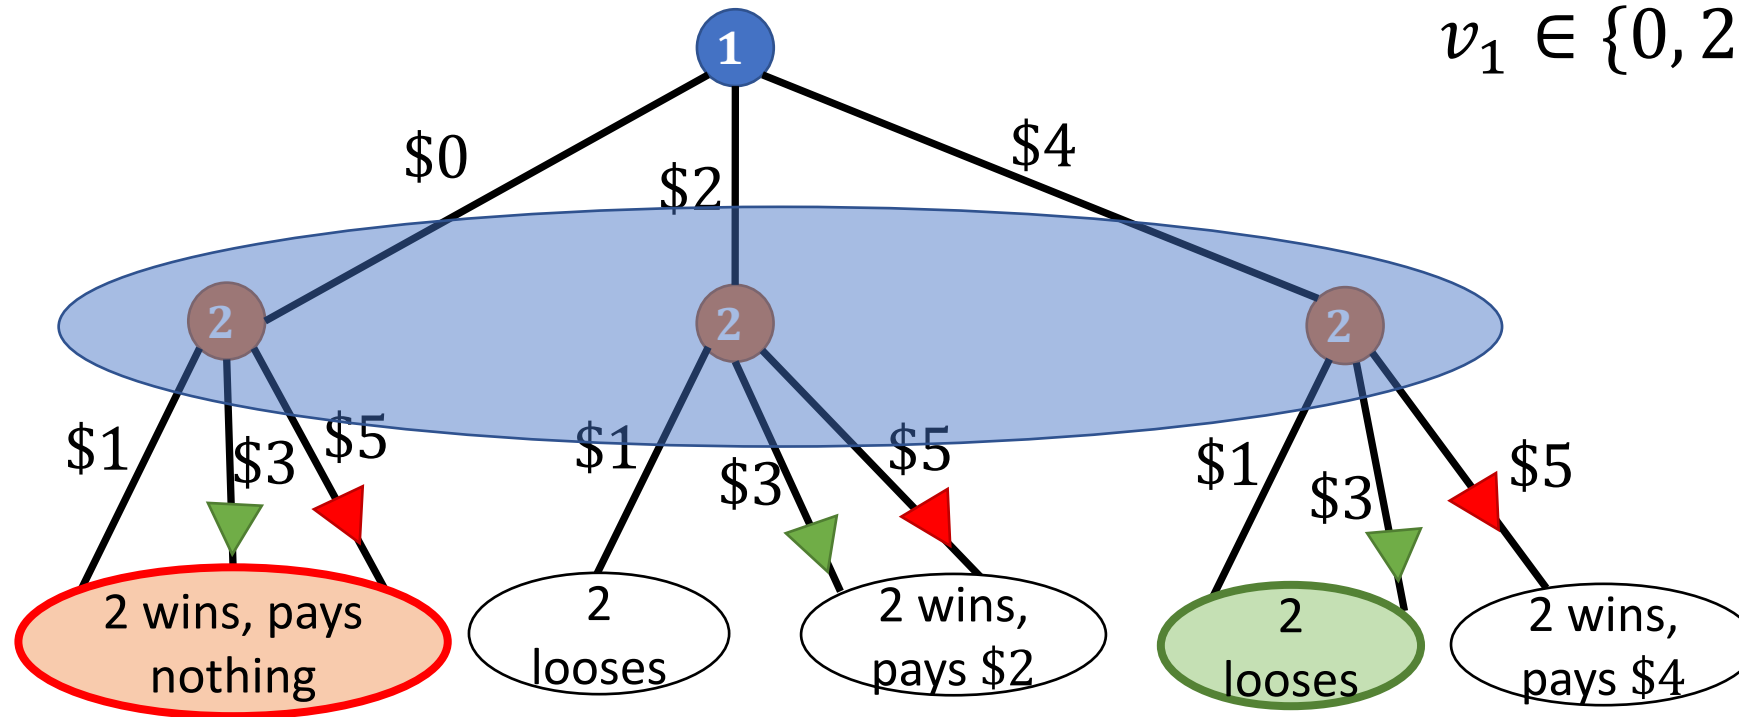 1
v₁ ∈ {0, 2
$0
$2
$4
2
2
2
$1
$3
$5
$1
$3
$5
$1
$3
$5
2 wins, pays
nothing
2
looses
2 wins,
pays $2
2
looses
2 wins,
pays $4